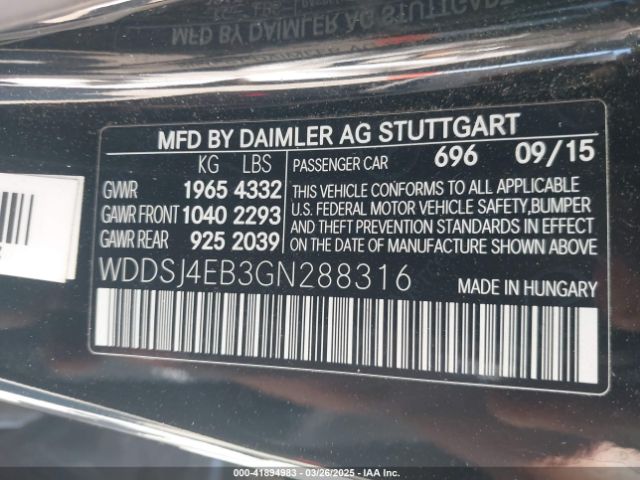 MFD BY DAIMLER AG STUTTGART
KG LBS
GVWR 1965 4332
GAWR FRONT 1040 2293
GAWR REAR 925 2039
PASSENGER CAR 696 09/15
THIS VEHICLE CONFORMS TO ALL APPLICABLE
U.S. FEDERAL MOTOR VEHICLE SAFETY, BUMPER
AND THEFT PREVENTION STANDARDS IN EFFECT
ON THE DATE OF MANUFACTURE SHOWN ABOVE
WDDSJ4EB3GN288316
MADE IN HUNGARY
© COPY: 41894983 - 03/26/2025 - IAA Inc.